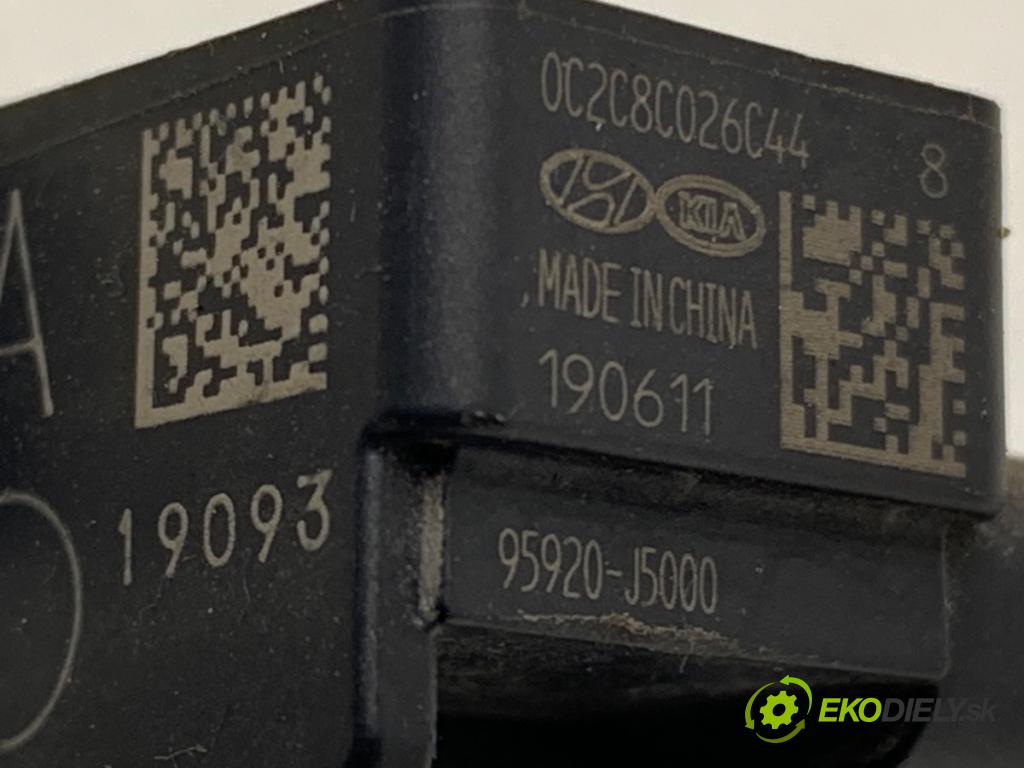 A
19093
0C2C8C026C44
8
KIA
MADE IN CHINA
190611
95920-J5000
EKODIELY.sk